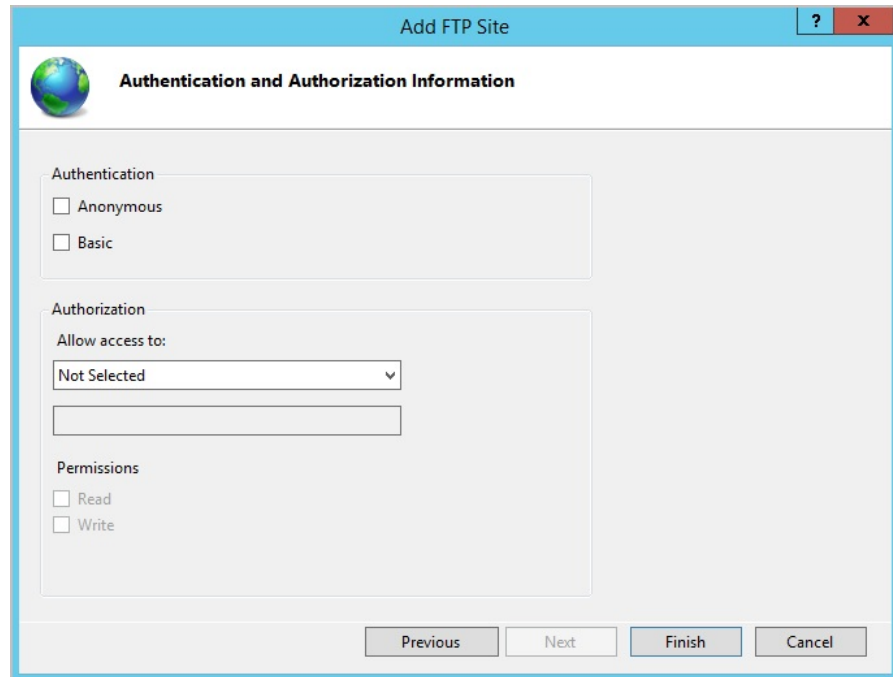 Add FTP Site
?
x
Authentication and Authorization Information
Authentication
Anonymous
Basic
Authorization
Allow access to:
Not Selected
Permissions
Read
Write
Previous
Next
Finish
Cancel